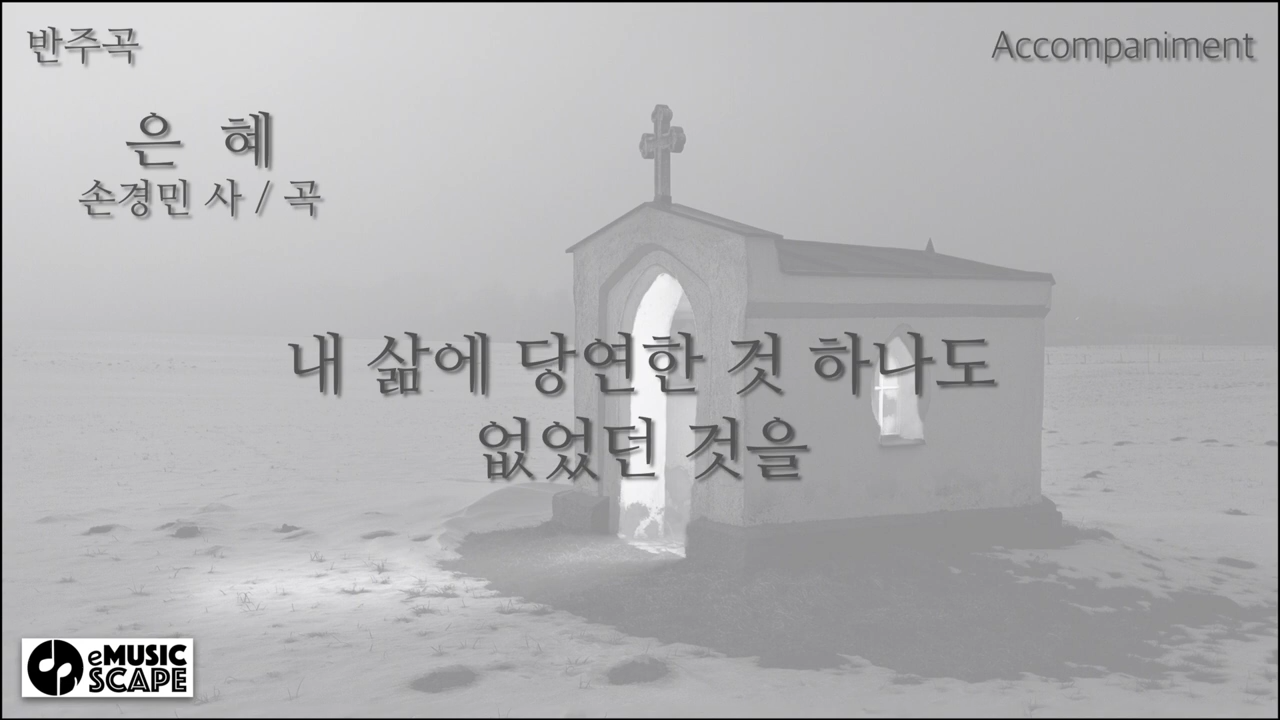 반주곡
Accompaniment
은 혜
손경민 사 / 곡
내 삶에 당연한 것 하나도
없었던 것을
eMUSIC
SCAPE